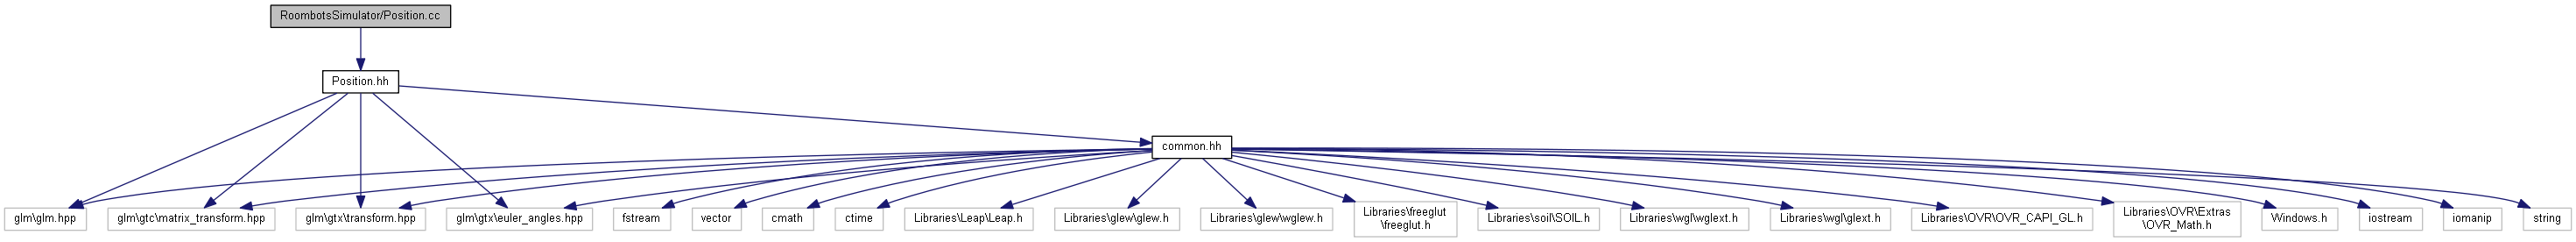 RoombotsSimulator/Position.cc
Position.hh
common.hh
glm\glm.hpp
glm\gtc\matrix_transform.hpp
glm\gtx\transform.hpp
glm\gtx\euler_angles.hpp
fstream
vector
cmath
ctime
Libraries\Leap\Leap.h
Libraries\glew\glew.h
Libraries\glew\wglew.h
Libraries\freeglut
\freeglut.h
Libraries\soil\SOIL.h
Libraries\wgl\wglext.h
Libraries\wgl\glext.h
Libraries\OVR\OVR_CAPI_GL.h
Libraries\OVR\Extras
\OVR_Math.h
Windows.h
iostream
iomanip
string